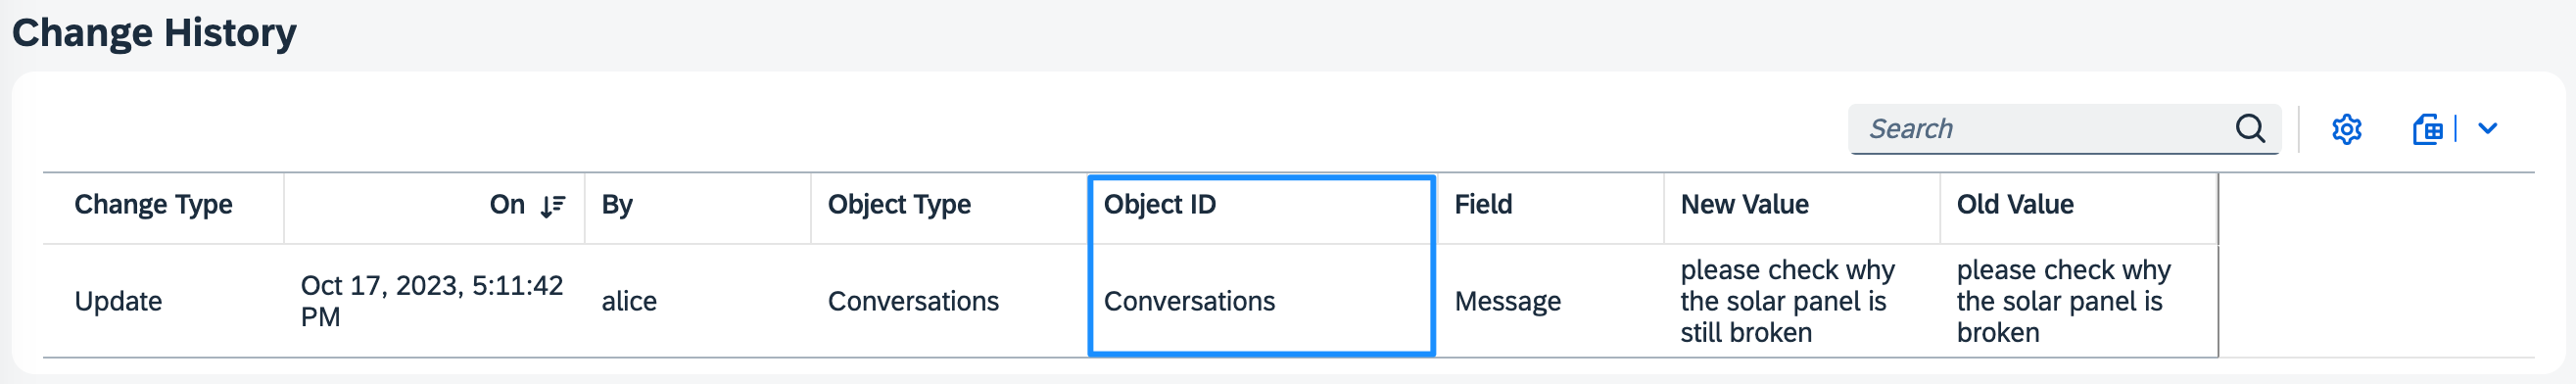 Change History
Search
Change Type
On
By
Object Type
Object ID
Field
New Value
Old Value
Update
Oct 17, 2023, 5:11:42
PM
alice
Conversations
Conversations
Message
please check why
the solar panel is
still broken
please check why
the solar panel is
broken